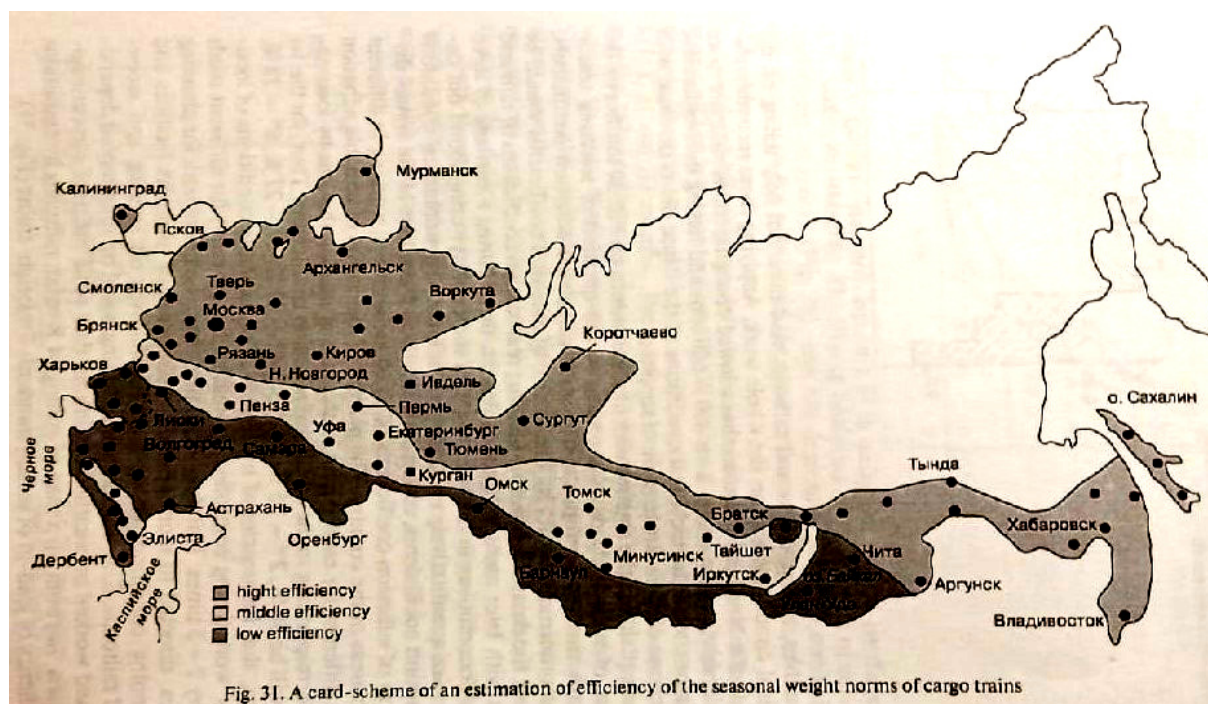 Мурманск
Калининград
Псков
Архангельск
Тверь
Смоленск
Воркута
Москва
Брянск
Коротчаево
Рязань
Киров
Харьков
Н. Новгород
Ивдель
о. Сахалин
Пенза
Пермь
Лиски
Сургут
Уфа
Екатеринбург
Волгоград
Самара
Тюмень
Черное
море
Курган
Тында
Омск
Томск
Братск
Астрахань
Хабаровск
Элиста
Оренбург
Минусинск
Тайшет
Чита
Дербент
Барнаул
Иркутск
оз. Байкал
Аргунск
Каспийское
море
hight efficiency
middle efficiency
low efficiency
Владивосток
Fig. 31. A card-scheme of an estimation of efficiency of the seasonal weight norms of cargo trains